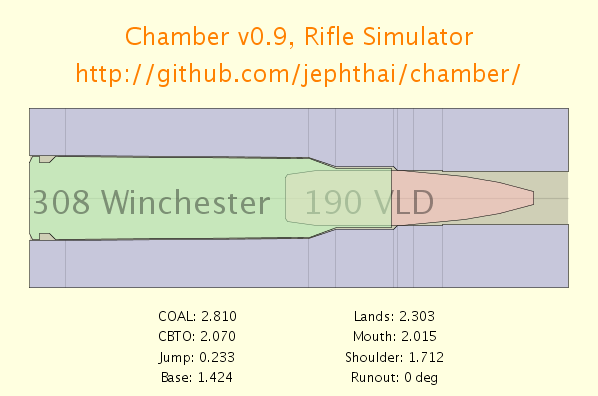 Chamber v0.9, Rifle Simulator
http://github.com/jephthai/chamber/
308 Winchester 190 VLD
COAL: 2.810 Lands: 2.303
CBTO: 2.070 Mouth: 2.015
Jump: 0.233 Shoulder: 1.712
Base: 1.424 Runout: 0 deg